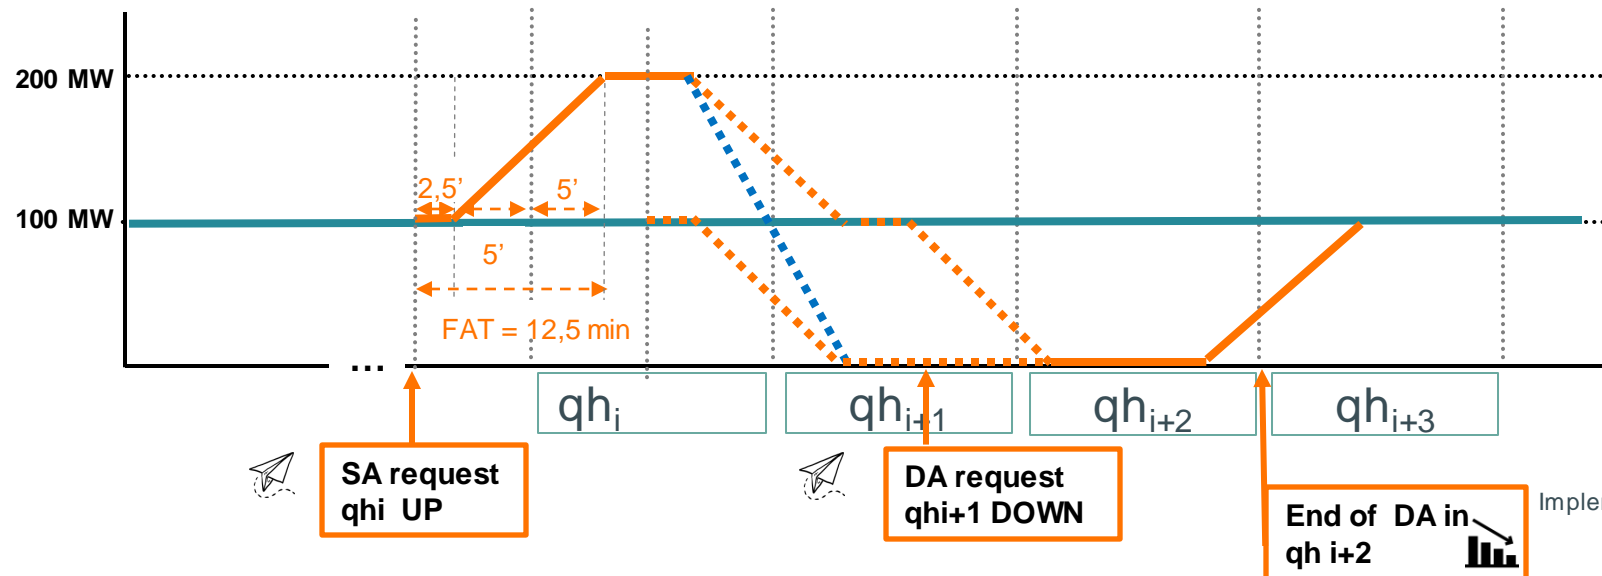 200 MW
2,5’
5’
100 MW
5’
FAT = 12,5 min
...
qhi
qhi+1
qhi+2
qhi+3
SA request
qhi UP
DA request
qhi+1 DOWN
End of DA in
qh i+2